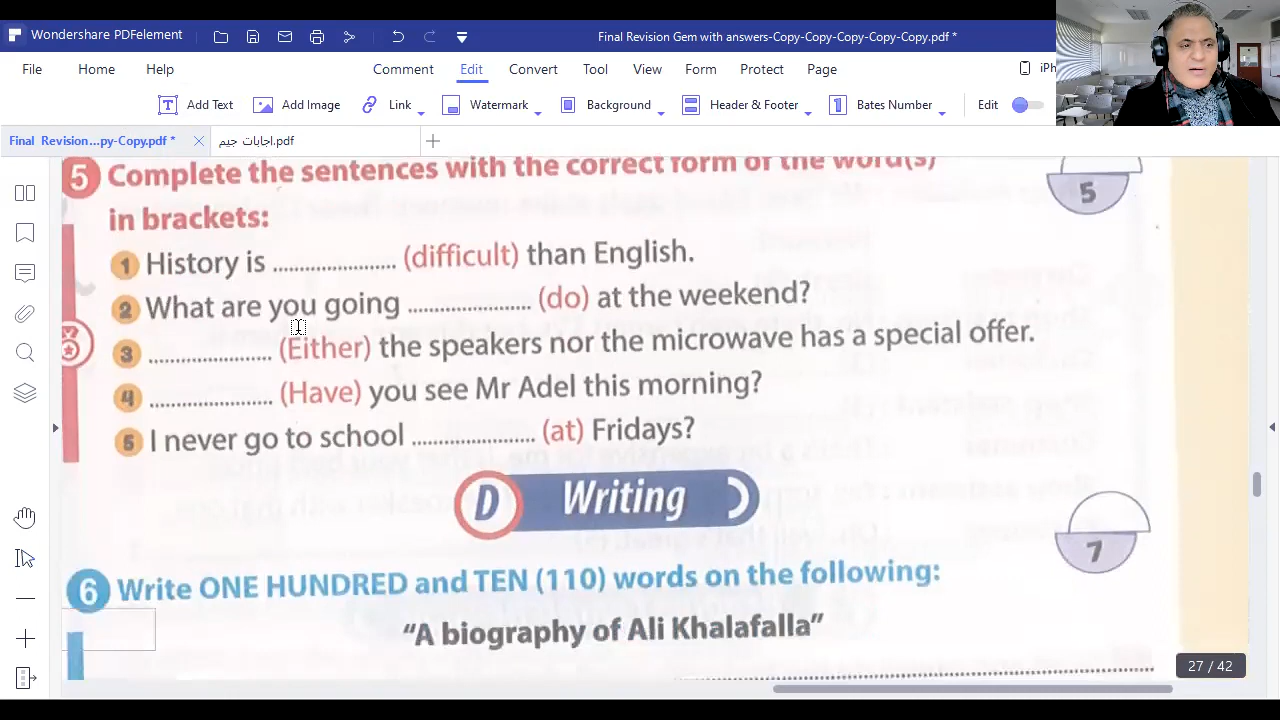 Wondershare PDFelement
Final Revision Gem with answers-Copy-Copy-Copy-Copy-Copy.pdf *
File Home Help Comment Edit Convert Tool View Form Protect Page
Add Text Add Image Link Watermark Background Header & Footer Bates Number Edit
Final Revision...py-Copy.pdf * اجابات جيم.pdf
5 Complete the sentences with the correct form of the word(s)
in brackets:
5
1 History is ...................... (difficult) than English.
2 What are you going ...................... (do) at the weekend?
3 ...................... (Either) the speakers nor the microwave has a special offer.
4 ...................... (Have) you see Mr Adel this morning?
5 I never go to school ...................... (at) Fridays?
D Writing
7
6 Write ONE HUNDRED and TEN (110) words on the following:
"A biography of Ali Khalafalla"
27 / 42